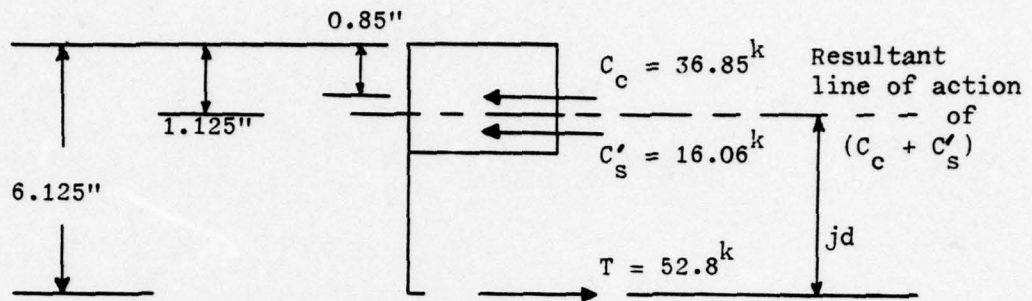 0.85"
C_c = 36.85^k
Resultant
line of action
of
(C_c + C'_s)
1.125"
C'_s = 16.06^k
6.125"
jd
T = 52.8^k